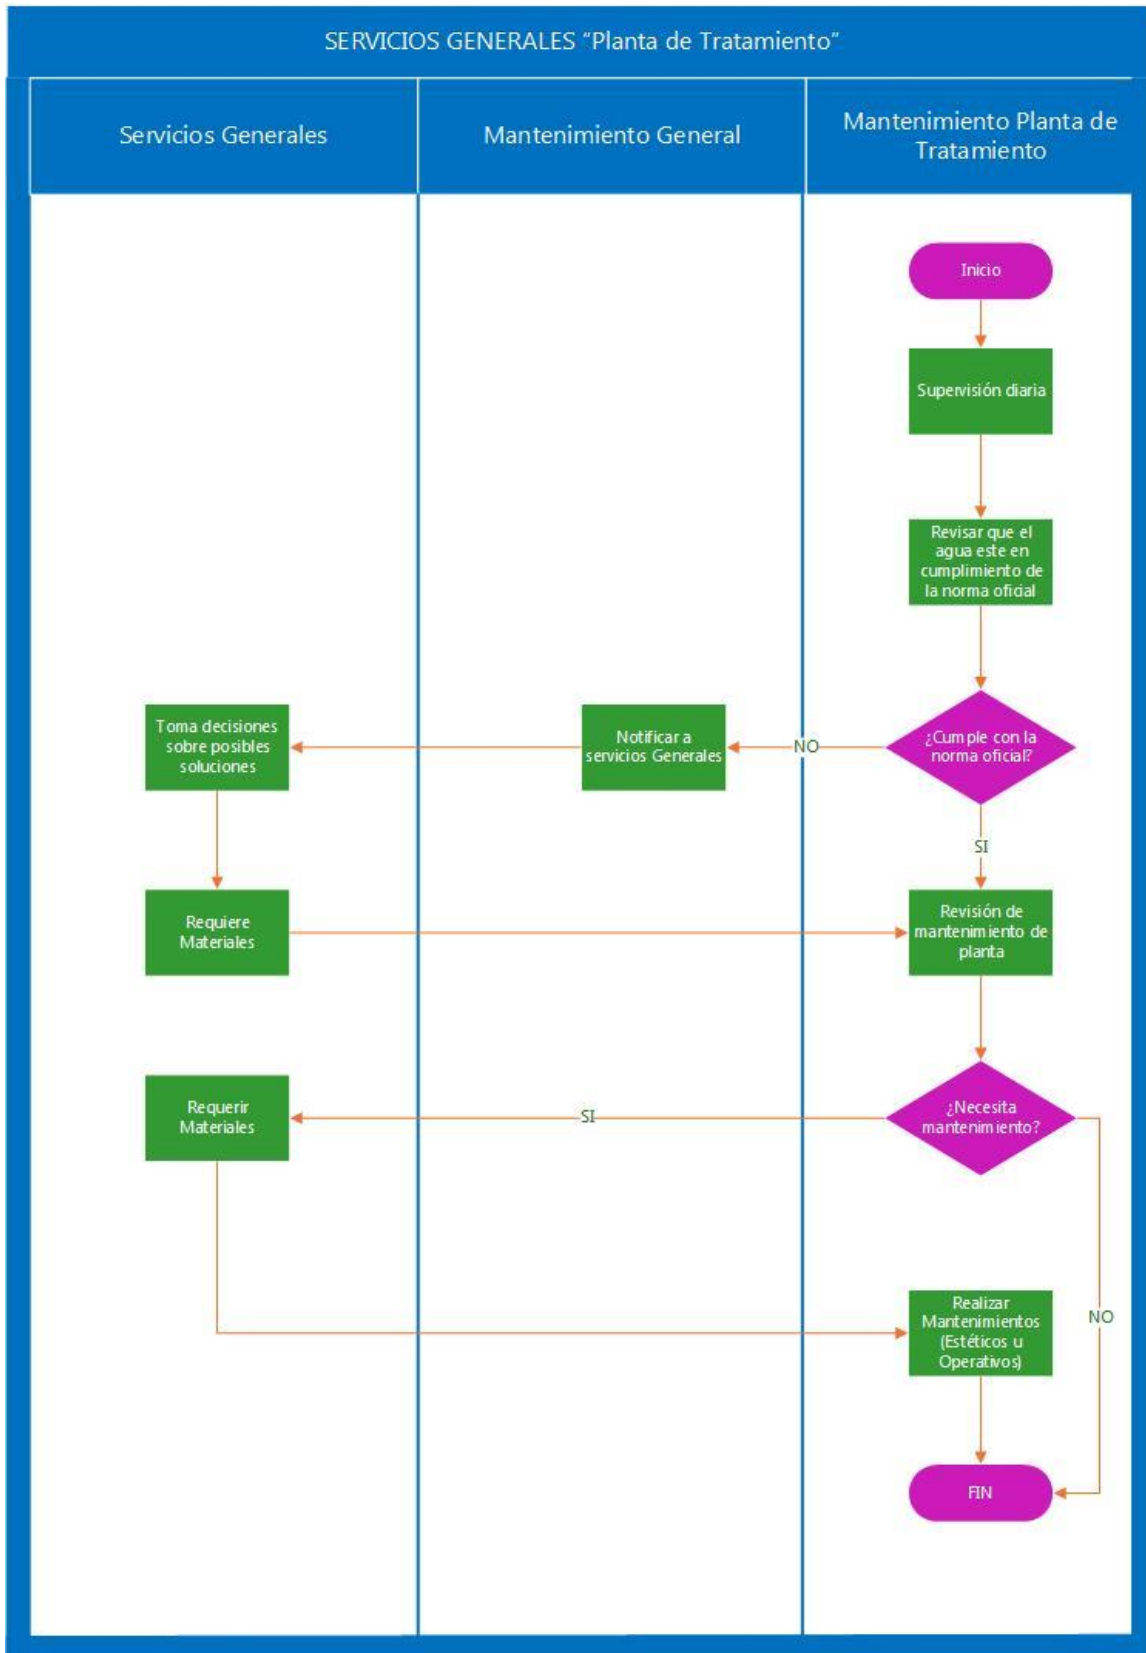 SERVICIOS GENERALES "Planta de Tratamiento"
Servicios Generales
Mantenimiento General
Mantenimiento Planta de
Tratamiento
Inicio
Supervisión diaria
Revisar que el
agua este en
cumplimiento de
la norma oficial
¿Cumple con la
norma oficial?
NO
Notificar a
servicios Generales
Toma decisiones
sobre posibles
soluciones
SI
Requiere
Materiales
Revisión de
mantenimiento de
planta
¿Necesita
mantenimiento?
SI
Requerir
Materiales
NO
Realizar
Mantenimientos
(Estéticos u
Operativos)
FIN